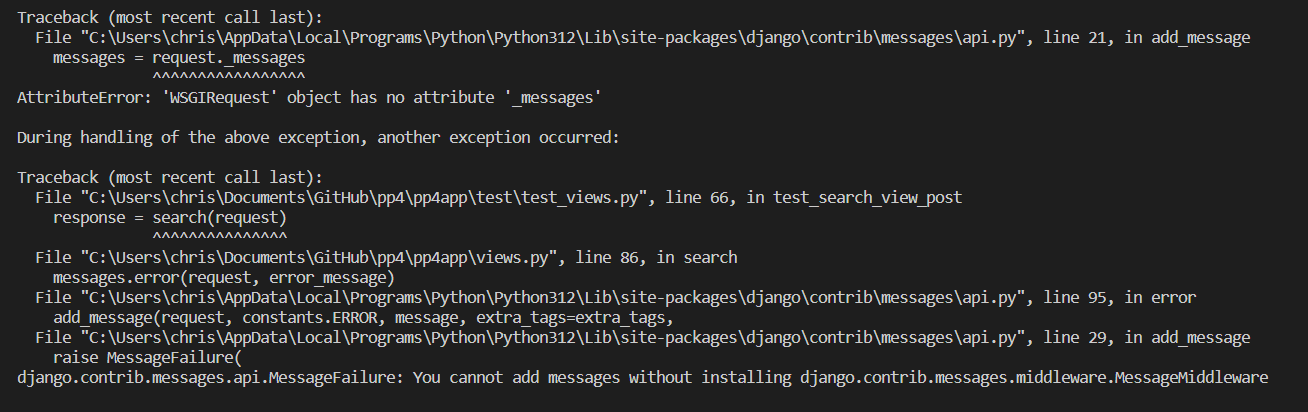 Traceback (most recent call last):
  File "C:\Users\chris\AppData\Local\Programs\Python\Python312\Lib\site-packages\django\contrib\messages\api.py", line 21, in add_message
    messages = request._messages
               ^^^^^^^^^^^^^^^^^
AttributeError: 'WSGIRequest' object has no attribute '_messages'

During handling of the above exception, another exception occurred:

Traceback (most recent call last):
  File "C:\Users\chris\Documents\GitHub\pp4\pp4app\test\test_views.py", line 66, in test_search_view_post
    response = search(request)
               ^^^^^^^^^^^^^^^
  File "C:\Users\chris\Documents\GitHub\pp4\pp4app\views.py", line 86, in search
    messages.error(request, error_message)
  File "C:\Users\chris\AppData\Local\Programs\Python\Python312\Lib\site-packages\django\contrib\messages\api.py", line 95, in error
    add_message(request, constants.ERROR, message, extra_tags=extra_tags,
  File "C:\Users\chris\AppData\Local\Programs\Python\Python312\Lib\site-packages\django\contrib\messages\api.py", line 29, in add_message
    raise MessageFailure(
django.contrib.messages.api.MessageFailure: You cannot add messages without installing django.contrib.messages.middleware.MessageMiddleware